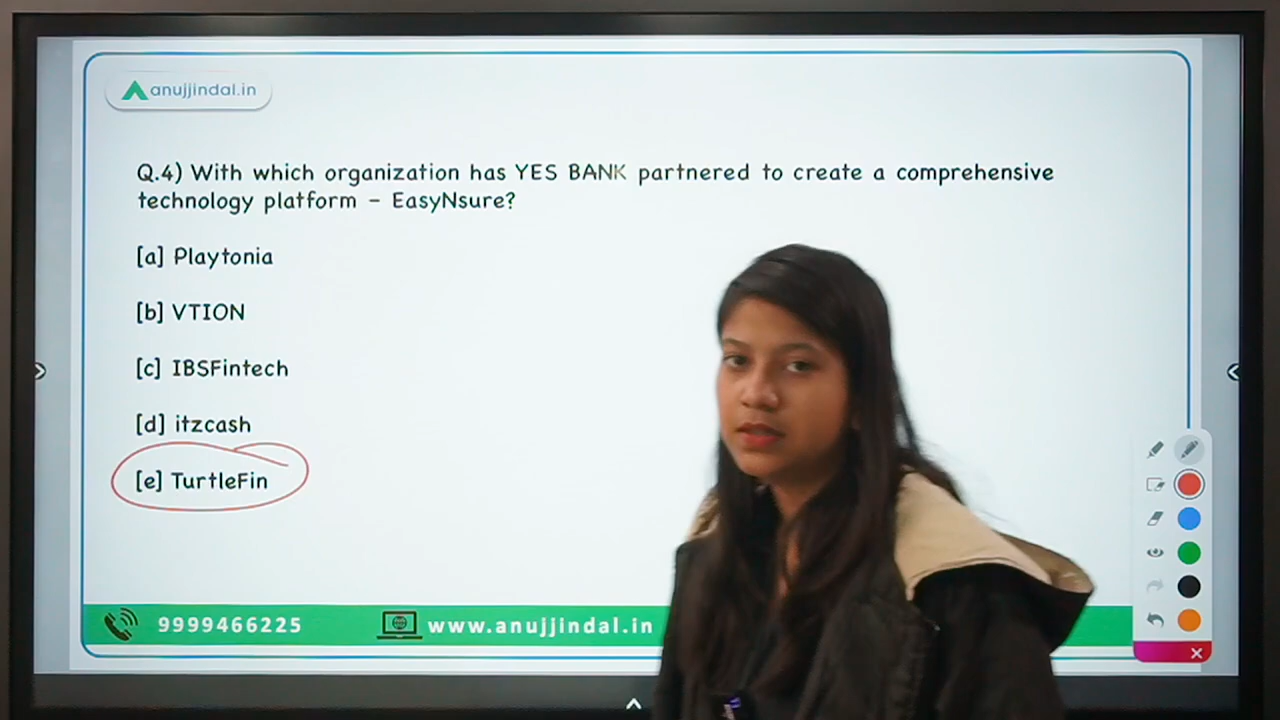 anujjindal.in
Q.4) With which organization has YES BANK partnered to create a comprehensive
technology platform – EasyNsure?
[a] Playtonia
[b] VTION
[c] IBSFintech
[d] itzcash
[e] TurtleFin
9999466225
www.anujjindal.in